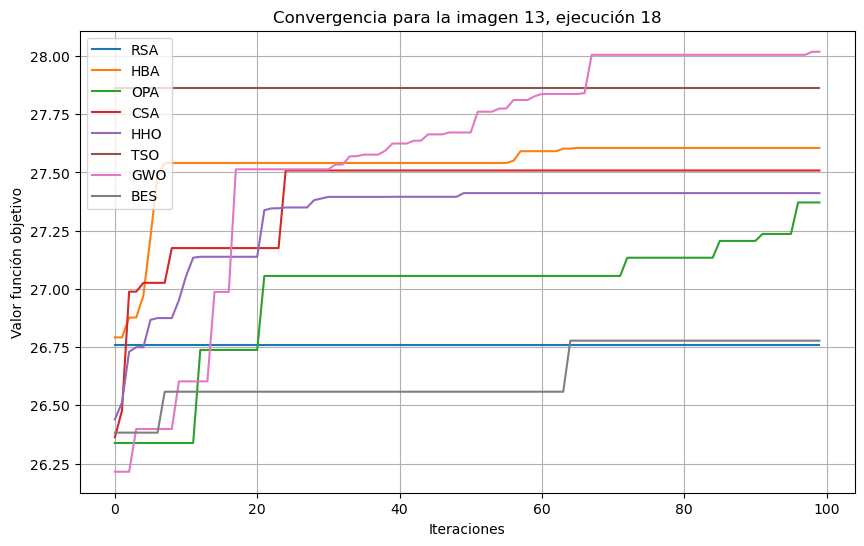 Convergencia para la imagen 13, ejecución 18
RSA
HBA
OPA
CSA
HHO
TSO
GWO
BES
28.00
27.75
27.50
27.25
27.00
26.75
26.50
26.25
Valor función objetivo
0
20
40
60
80
100
Iteraciones